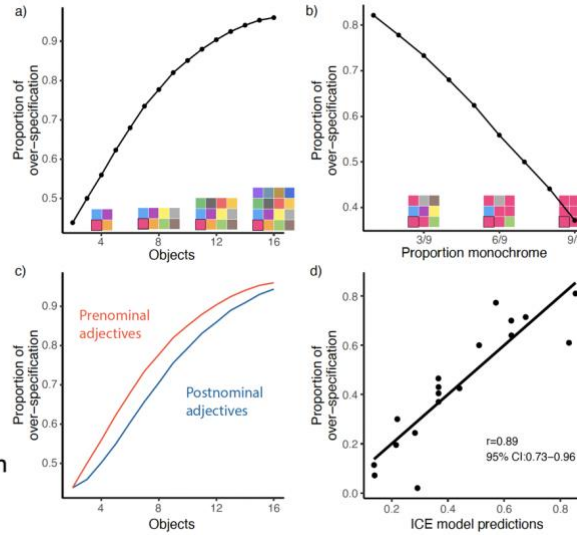 a)
Proportion of
over-specification
0.9
0.8
0.7
0.6
0.5
4
8
12
16
Objects
b)
Proportion of
over-specification
0.8
0.7
0.6
0.5
0.4
3/9
6/9
9/
Proportion monochrome
c)
Proportion of
over-specification
0.9
0.8
0.7
0.6
0.5
Prenominal
adjectives
Postnominal
adjectives
4
8
12
16
Objects
d)
Proportion of
over-specification
0.8
0.6
0.4
0.2
0.0
r=0.89
95% CI:0.73–0.96
0.2
0.4
0.6
0.8
ICE model predictions